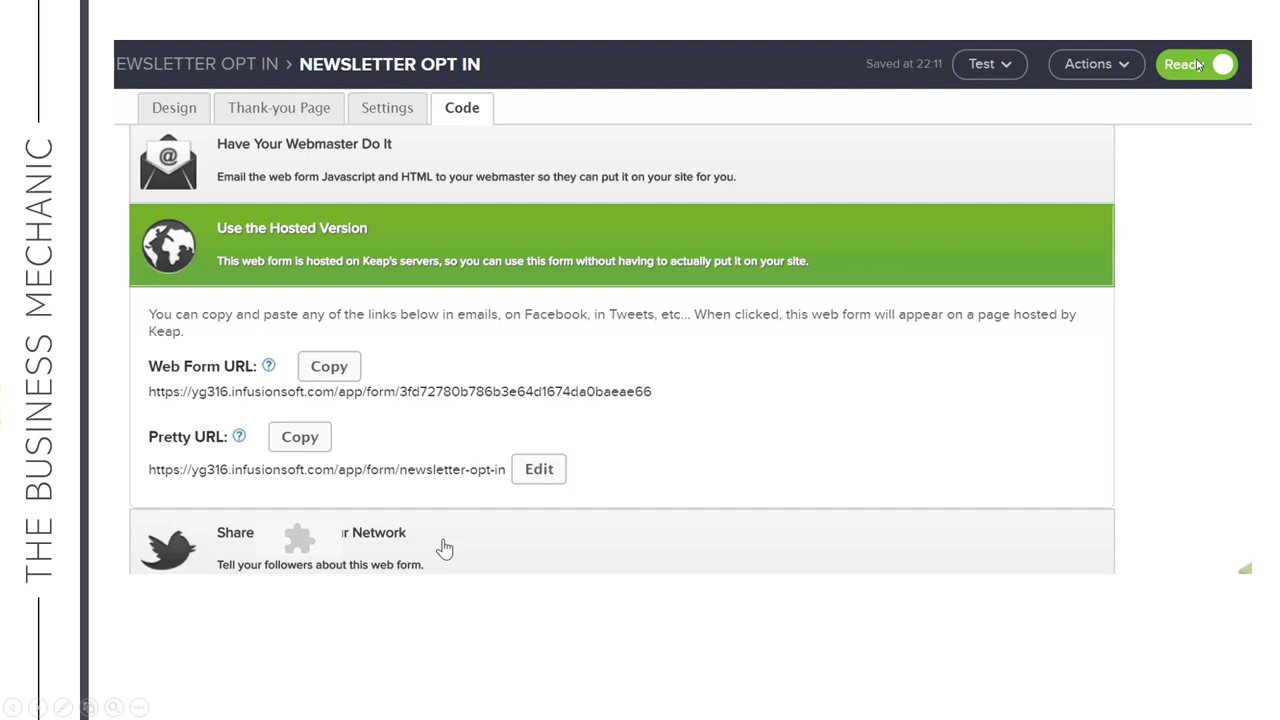 THE BUSINESS MECHANIC
EWSLETTER OPT IN > NEWSLETTER OPT IN
Saved at 22:11
Test
Actions
Ready
Design
Thank-you Page
Settings
Code
Have Your Webmaster Do It
Email the web form Javascript and HTML to your webmaster so they can put it on your site for you.
Use the Hosted Version
This web form is hosted on Keap's servers, so you can use this form without having to actually put it on your site.
You can copy and paste any of the links below in emails, on Facebook, in Tweets, etc... When clicked, this web form will appear on a page hosted by
Keap.
Web Form URL: ? Copy
https://yg316.infusionsoft.com/app/form/3fd72780b786b3e64d1674da0baeae66
Pretty URL: ? Copy
https://yg316.infusionsoft.com/app/form/newsletter-opt-in Edit
Share r Network
Tell your followers about this web form.